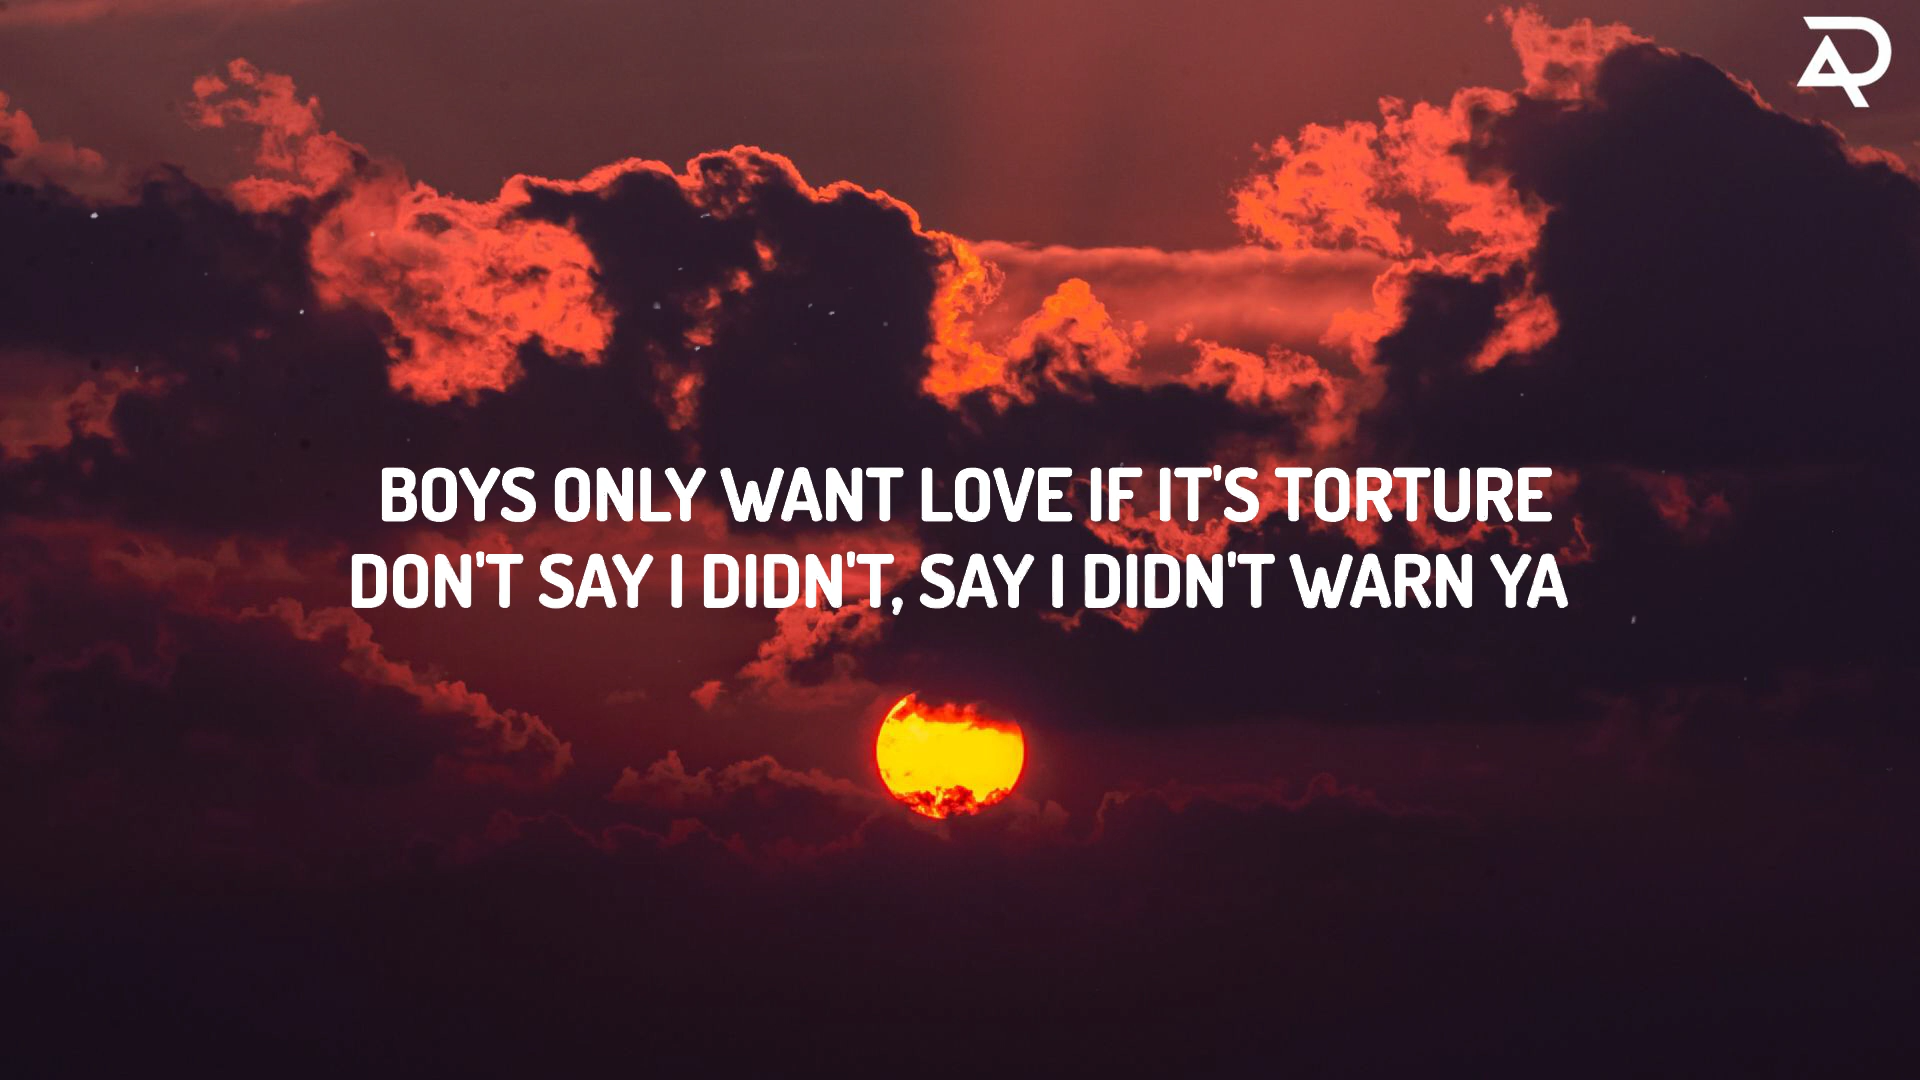 BOYS ONLY WANT LOVE IF IT'S TORTURE
DON'T SAY I DIDN'T, SAY I DIDN'T WARN YA